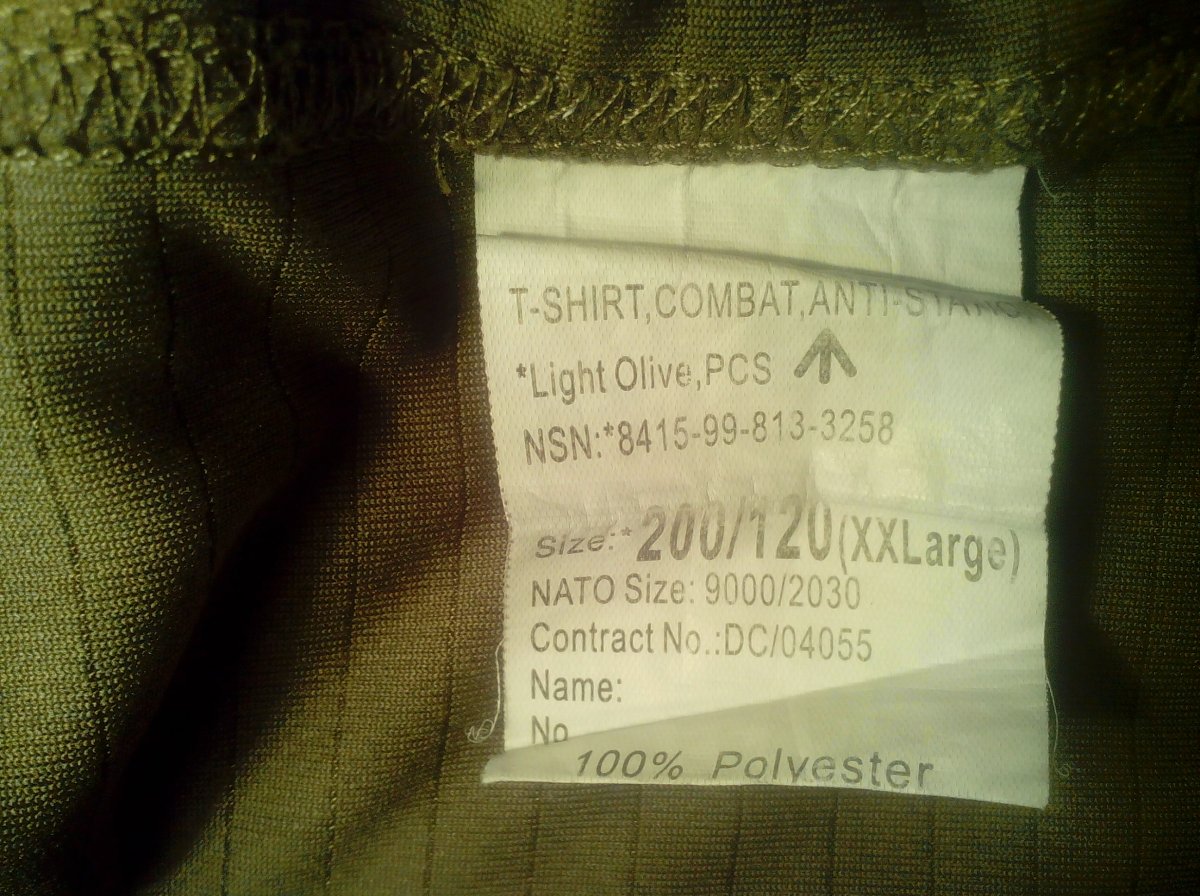 T-SHIRT,COMBAT,ANTI-STATIC
*Light Olive,PCS
NSN:*8415-99-813-3258
Size:*200/120(XXLarge)
NATO Size: 9000/2030
Contract No.:DC/04055
Name:
No
100% Polyester